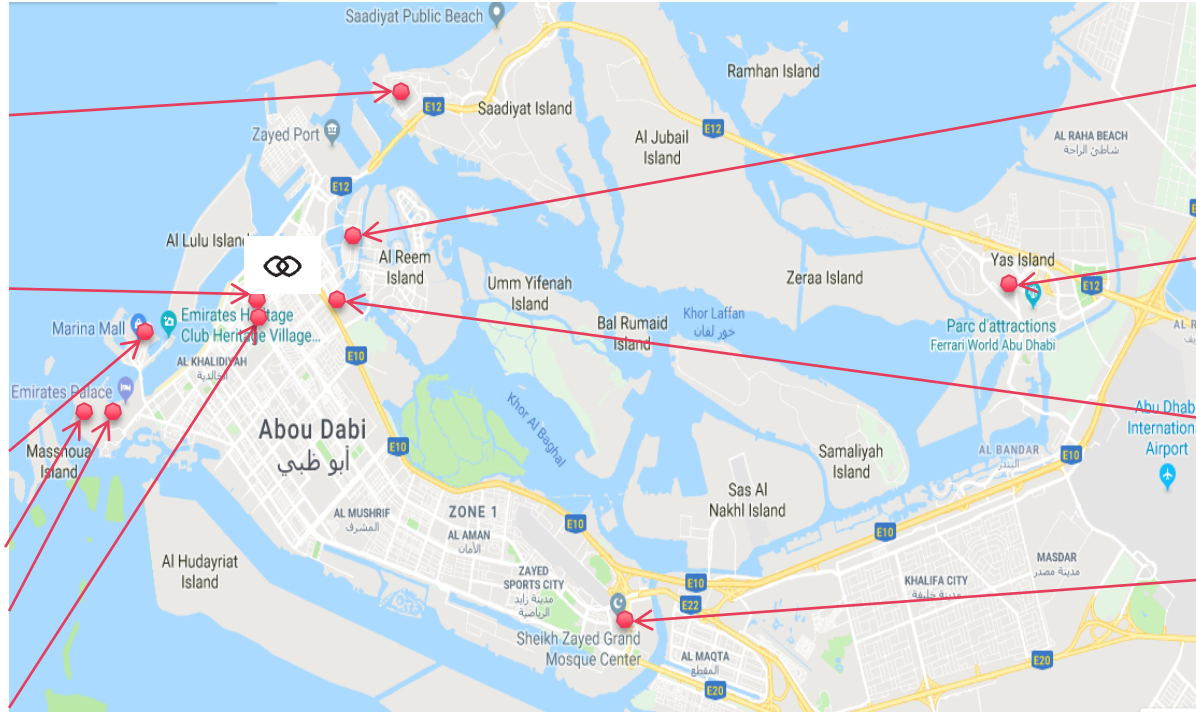 Saadiyat Public Beach
Ramhan Island
E12
Saadiyat Island
E12
Zayed Port
Al Jubail
Island
AL RAHA BEACH
شاطئ الراحة
E12
Al Lulu Island
Al Reem
Island
Yas Island
Umm Yifenah
Island
Zeraa Island
E12
Khor Laffan
خور لفان
Marina Mall
Emirates Heritage
Club Heritage Village...
Bal Rumaid
Island
Parc d'attractions
Ferrari World Abu Dhabi
AL KHALIDIYAH
الخالدية
E10
Emirates Palace
Khor Al Baghal
Abu Dhab
Internationa
Airport
Abou Dabi
أبو ظبي
E10
Masnoua
Island
Samaliyah
Island
AL BANDAR
البندر
E10
Sas Al
Nakhl Island
AL MUSHRIF
المشرف
ZONE 1
E10
E10
AL AMAN
الأمان
Al Hudayriat
Island
ZAYED
SPORTS CITY
مدينة زايد
الرياضية
E10
MASDAR
مدينة مصدر
KHALIFA CITY
مدينة خليفة
E22
Sheikh Zayed Grand
Mosque Center
AL MAQTA
المقطع
E20
E20